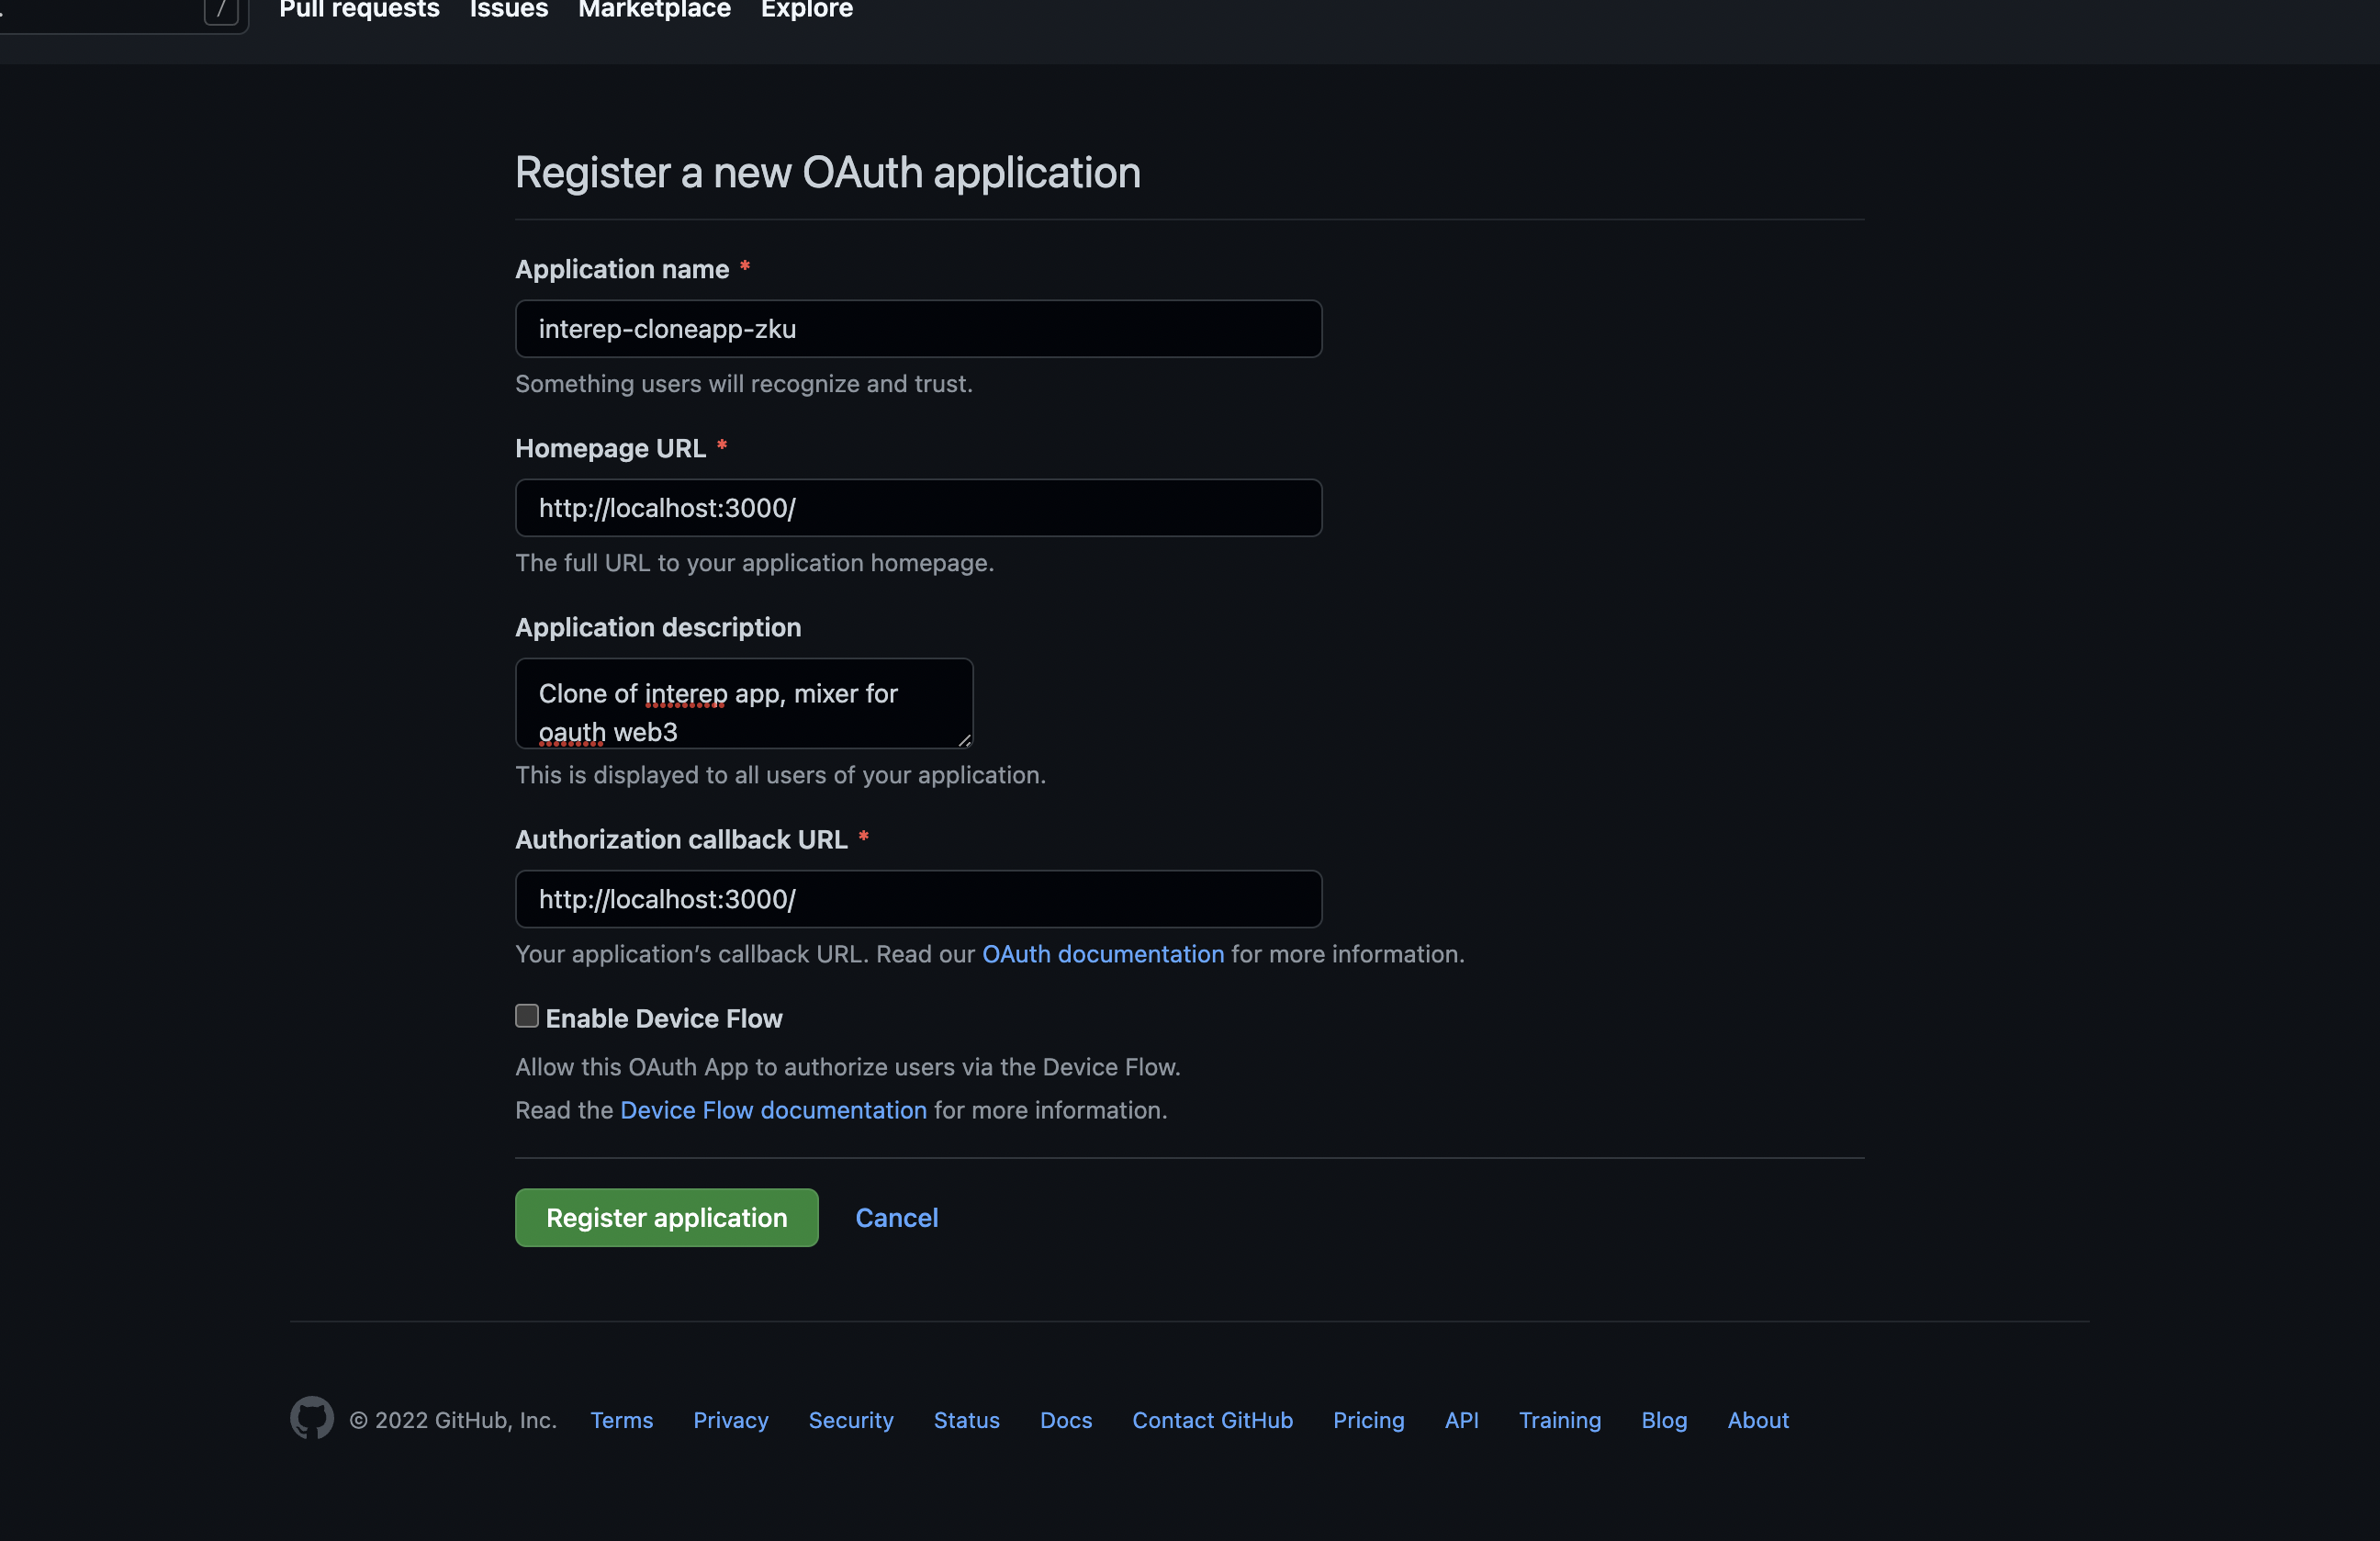 / Pull requests Issues Marketplace Explore
Register a new OAuth application
Application name *
interep-cloneapp-zku
Something users will recognize and trust.
Homepage URL *
http://localhost:3000/
The full URL to your application homepage.
Application description
Clone of interep app, mixer for
oauth web3
This is displayed to all users of your application.
Authorization callback URL *
http://localhost:3000/
Your application’s callback URL. Read our OAuth documentation for more information.
Enable Device Flow
Allow this OAuth App to authorize users via the Device Flow.
Read the Device Flow documentation for more information.
Register application Cancel
© 2022 GitHub, Inc. Terms Privacy Security Status Docs Contact GitHub Pricing API Training Blog About